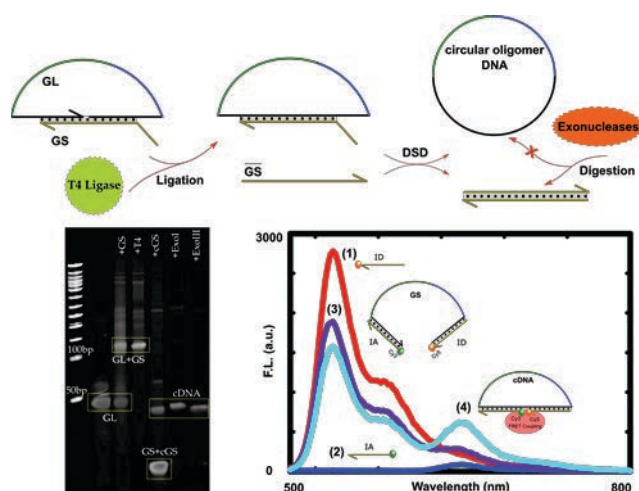 GL
GS
T4 Ligase
Ligation
GS
DSD
circular oligomer
DNA
Exonucleases
Digestion
+GS
+T4
+cGS
+ExoI
+ExoIII
100bp
GL+GS
50bp
GL
cDNA
GS+cGS
3000
F.L. (a.u.)
0
(1)
ID
GS
(3)
IA
Cy3
ID
cDNA
(4)
Cy3
Cy5
FRET Coupling
(2)
IA
500
Wavelength (nm)
800